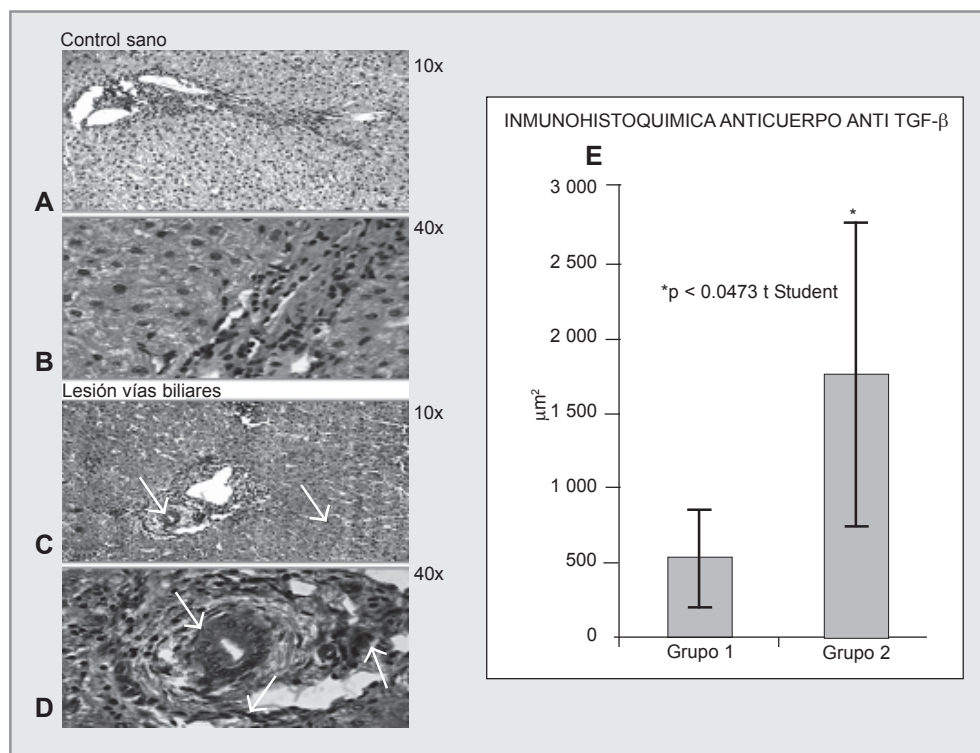 Control sano
10x
A
40x
B
Lesión vías biliares
10x
C
40x
D
INMUNOHISTOQUIMICA ANTICUERPO ANTI TGF-β
E
3 000
2 500
2 000
1 500
1 000
500
0
μm²
*
*p < 0.0473 t Student
Grupo 1
Grupo 2